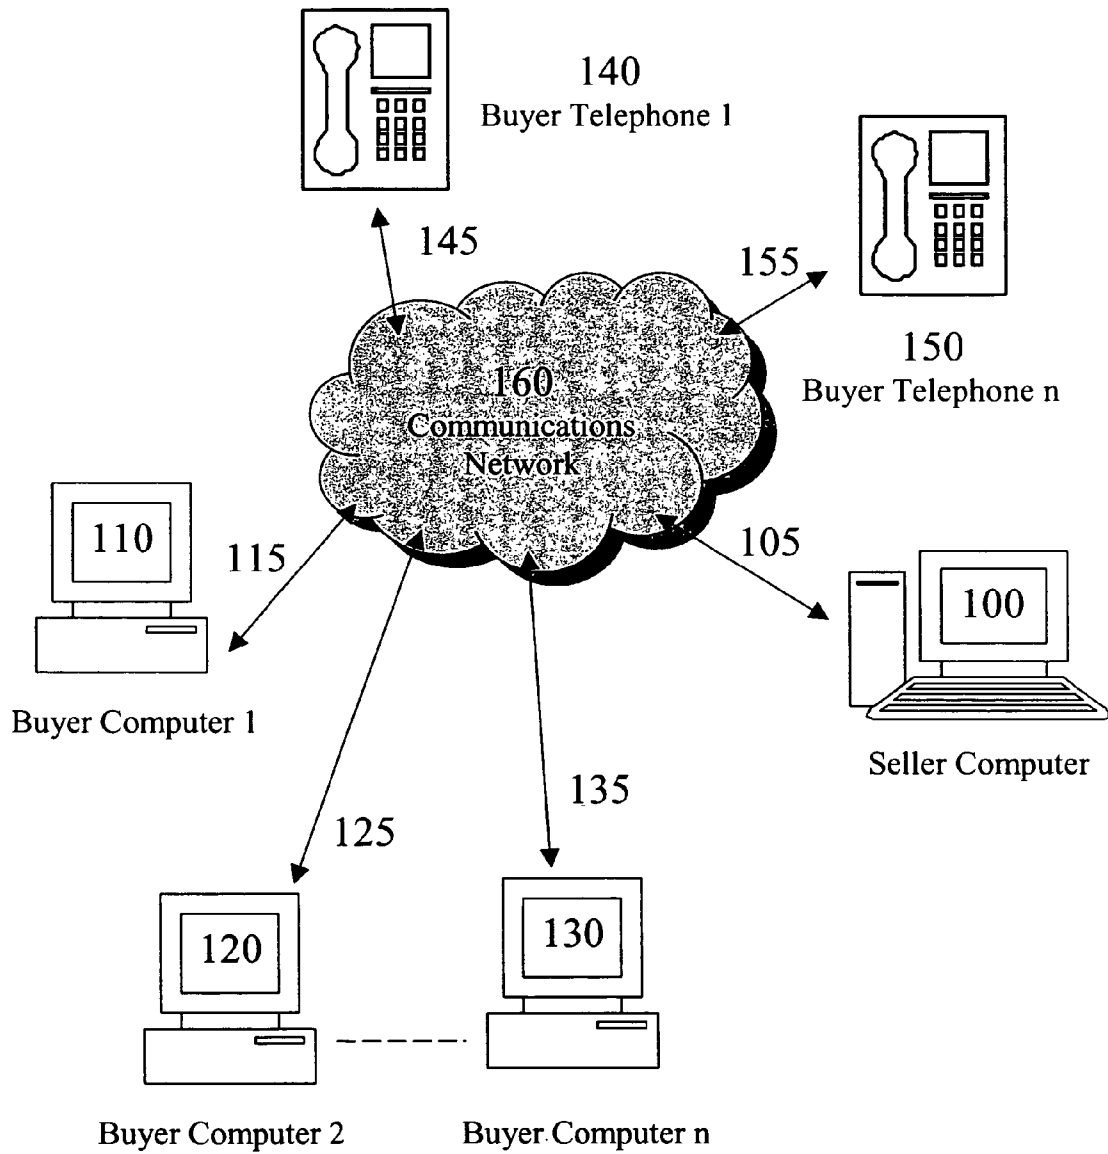 140
Buyer Telephone 1
145
155
150
Buyer Telephone n
160
Communications
Network
110
115
105
100
Buyer Computer 1
Seller Computer
135
125
120
130
Buyer Computer 2
Buyer Computer n